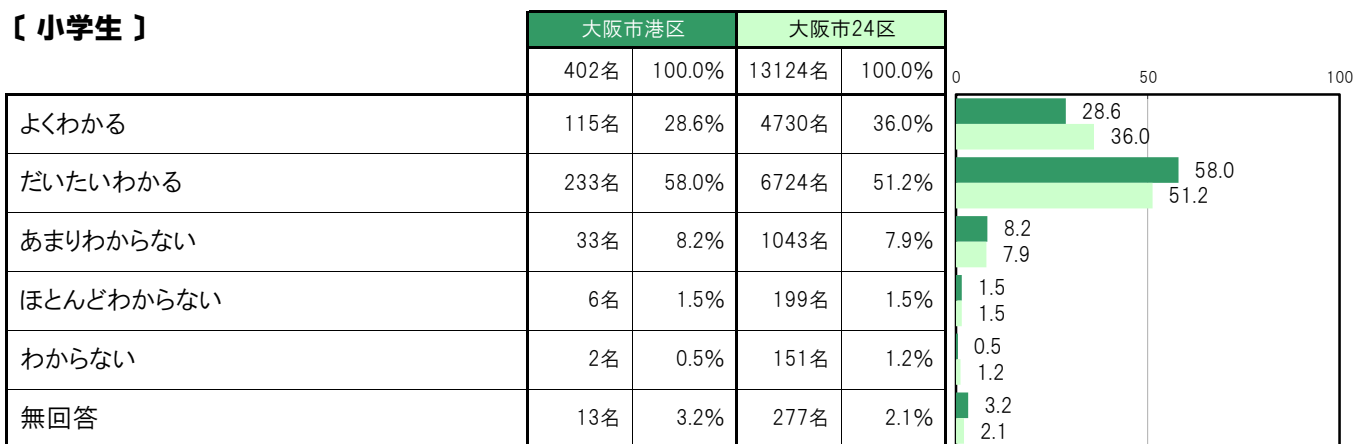 〔 小学生 〕
大阪市港区 大阪市24区
402名 100.0% 13124名 100.0% 0 50 100
よくわかる 115名 28.6% 4730名 36.0% 28.6
36.0
だいたいわかる 233名 58.0% 6724名 51.2% 58.0
51.2
あまりわからない 33名 8.2% 1043名 7.9% 8.2
7.9
ほとんどわからない 6名 1.5% 199名 1.5% 1.5
1.5
わからない 2名 0.5% 151名 1.2% 0.5
1.2
無回答 13名 3.2% 277名 2.1% 3.2
2.1